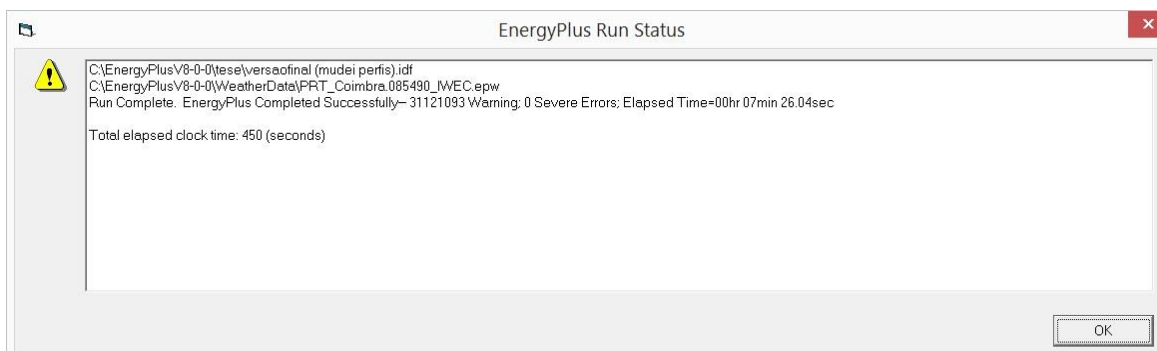 EnergyPlus Run Status
C:\EnergyPlusV8-0-0\tese\versaofinal (mudei perfis).idf
C:\EnergyPlusV8-0-0\WeatherData\PRT_Coimbra.085490_IWEC.epw
Run Complete.  EnergyPlus Completed Successfully-- 31121093 Warning; 0 Severe Errors; Elapsed Time=00hr 07min 26.04sec
Total elapsed clock time: 450 (seconds)
OK